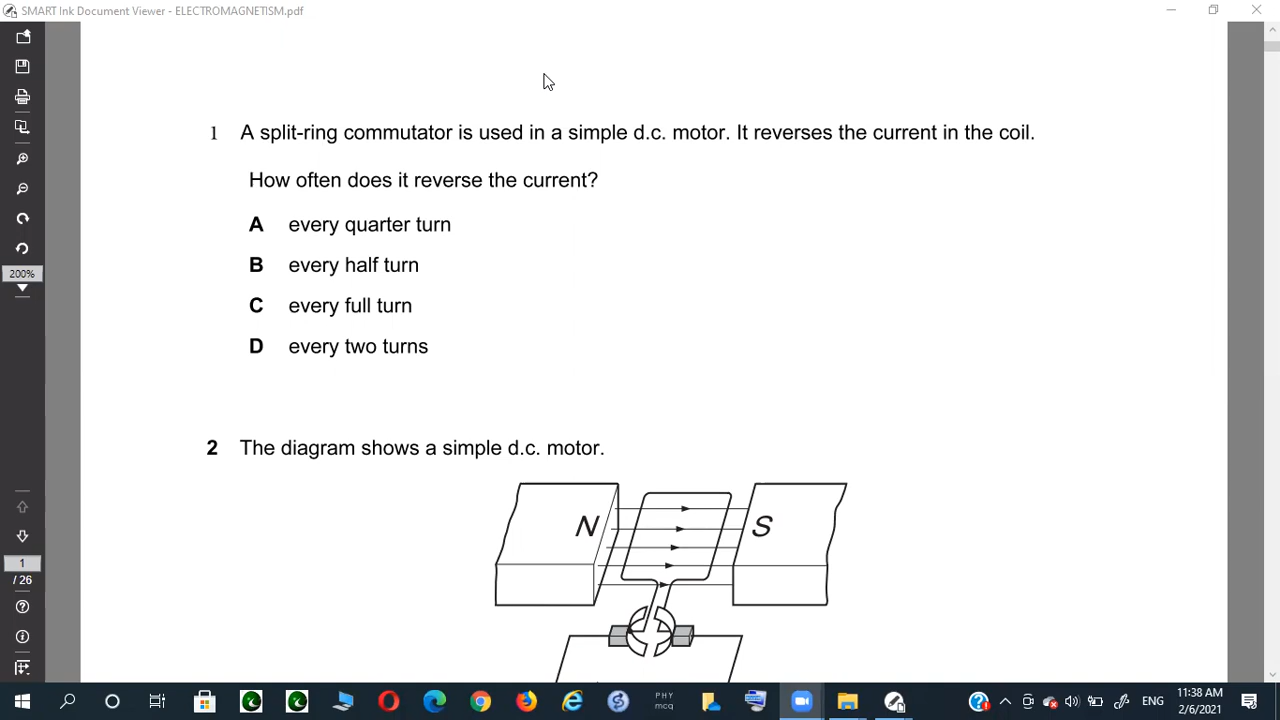 SMART Ink Document Viewer - ELECTROMAGNETISM.pdf
1 A split-ring commutator is used in a simple d.c. motor. It reverses the current in the coil.
How often does it reverse the current?
A every quarter turn
B every half turn
C every full turn
D every two turns
200%
2 The diagram shows a simple d.c. motor.
N S
1
/ 26
PHY
mcq
ENG
11:38 AM
2/6/2021